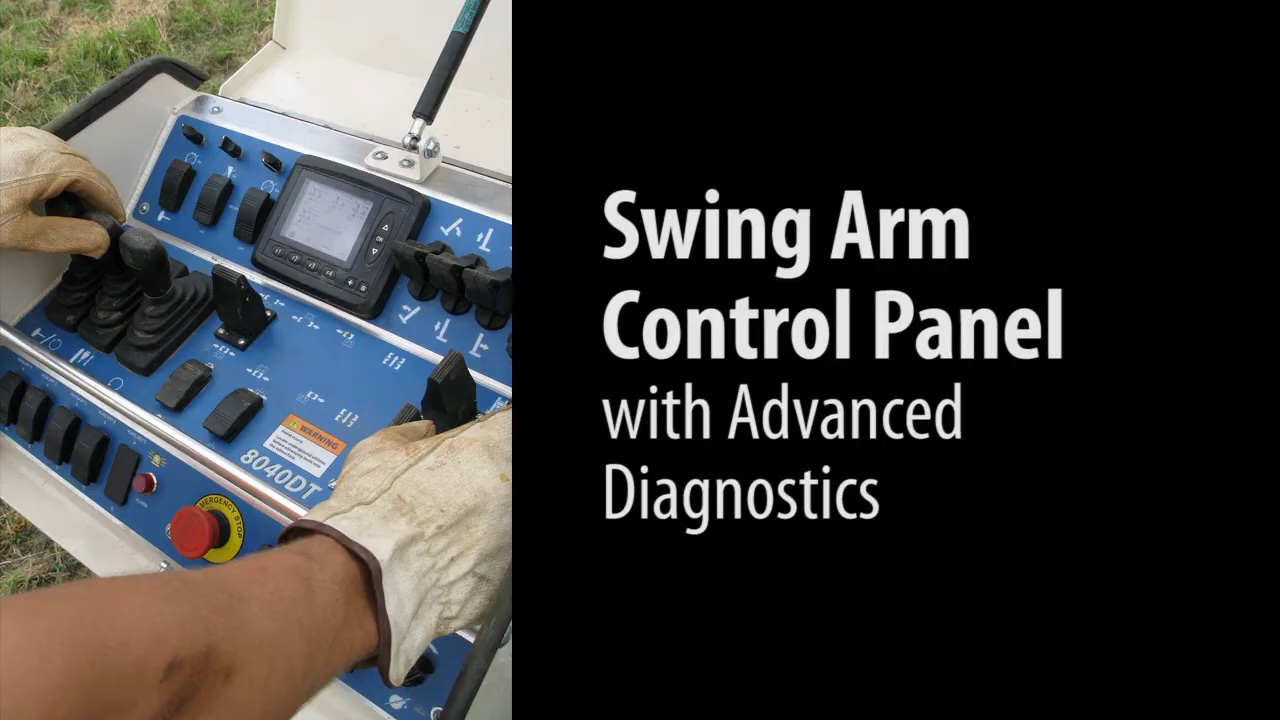 Swing Arm
Control Panel
with Advanced
Diagnostics
WARNING
8040DT
EMERGENCY STOP